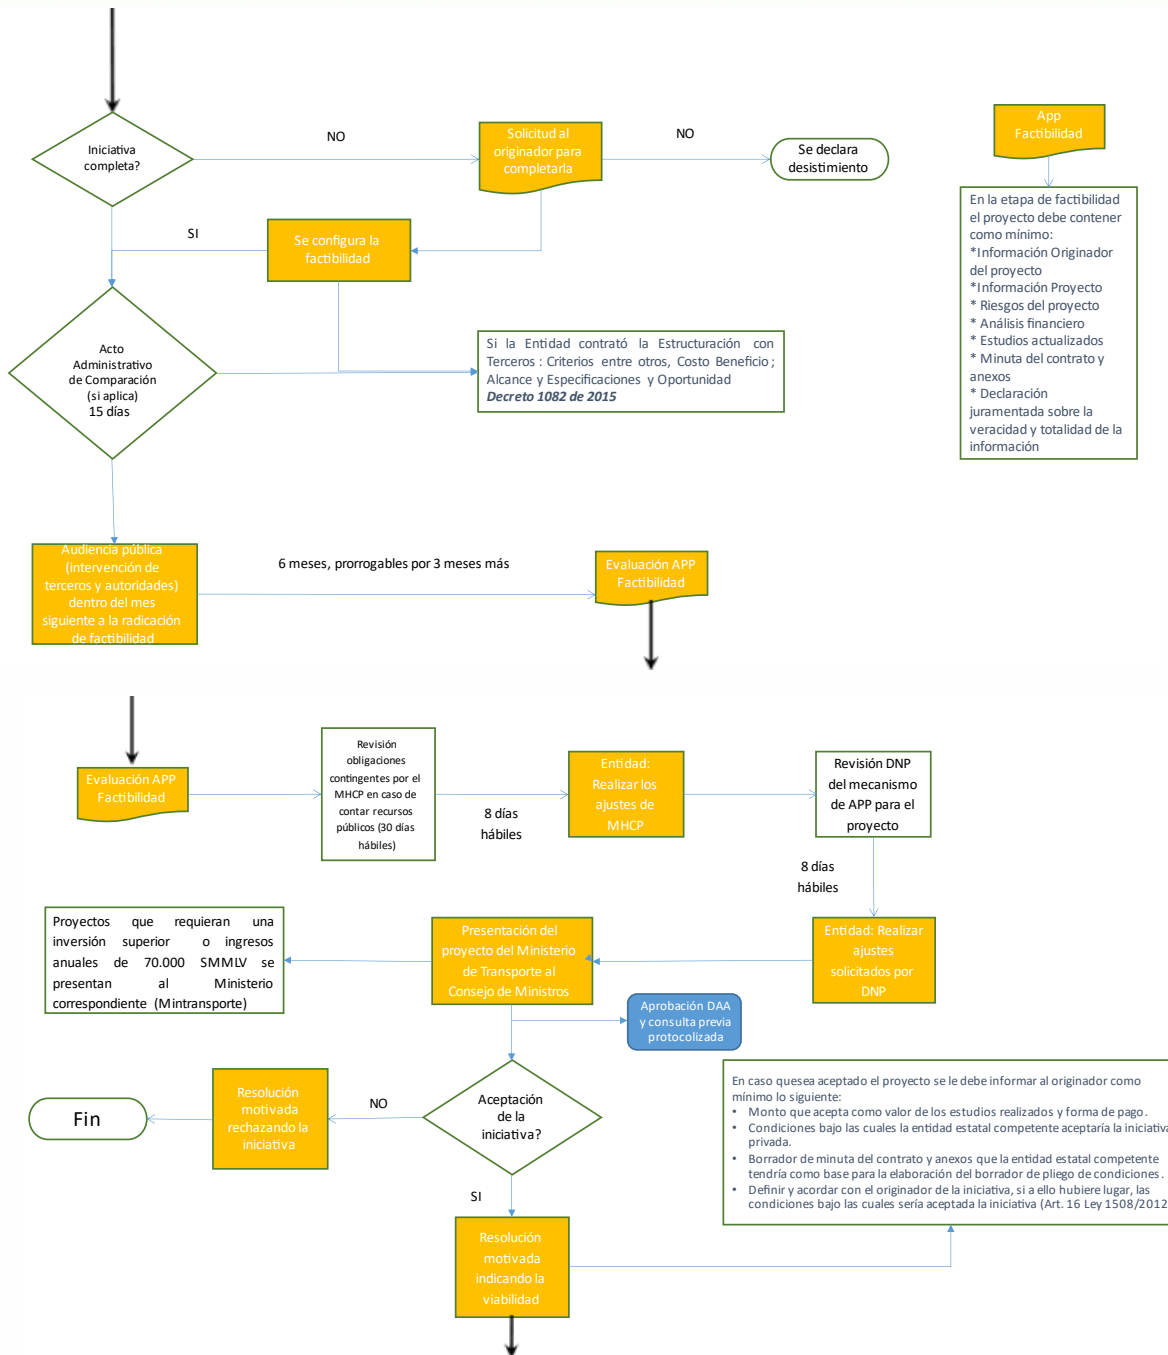 Iniciativa
completa?
NO
Solicitud al
originador para
completarla
NO
Se declara
desistimiento
App
Factibilidad
SI
Se configura la
factibilidad
En la etapa de factibilidad
el proyecto debe contener
como mínimo:
*Información Originador
del proyecto
*Información Proyecto
* Riesgos del proyecto
* Análisis financiero
* Estudios actualizados
* Minuta del contrato y
anexos
* Declaración
juramentada sobre la
veracidad y totalidad de la
información
Acto
Administrativo
de Comparación
(si aplica)
15 días
Si la Entidad contrató la Estructuración con
Terceros : Criterios entre otros, Costo Beneficio ;
Alcance y Especificaciones y Oportunidad
Decreto 1082 de 2015
Audiencia pública
(intervención de
terceros y autoridades)
dentro del mes
siguiente a la radicación
de factibilidad
6 meses, prorrogables por 3 meses más
Evaluación APP
Factibilidad
Evaluación APP
Factibilidad
Revisión
obligaciones
contingentes por el
MHCP en caso de
contar recursos
públicos (30 días
hábiles)
8 días
hábiles
Entidad:
Realizar los
ajustes de
MHCP
Revisión DNP
del mecanismo
de APP para el
proyecto
8 días
hábiles
Proyectos que requieran una
inversión superior o ingresos
anuales de 70.000 SMMLV se
presentan al Ministerio
correspondiente (Mintransporte)
Presentación del
proyecto del Ministerio
de Transporte al
Consejo de Ministros
Entidad: Realizar
ajustes
solicitados por
DNP
Aprobación DAA
y consulta previa
protocolizada
Fin
Resolución
motivada
rechazando la
iniciativa
NO
Aceptación
de la
iniciativa?
En caso quesea aceptado el proyecto se le debe informar al originador como
mínimo lo siguiente:
• Monto que acepta como valor de los estudios realizados y forma de pago.
• Condiciones bajo las cuales la entidad estatal competente aceptaría la iniciativa
privada.
• Borrador de minuta del contrato y anexos que la entidad estatal competente
tendría como base para la elaboración del borrador de pliego de condiciones.
• Definir y acordar con el originador de la iniciativa, si a ello hubiere lugar, las
condiciones bajo las cuales sería aceptada la iniciativa (Art. 16 Ley 1508/2012
SI
Resolución
motivada
indicando la
viabilidad